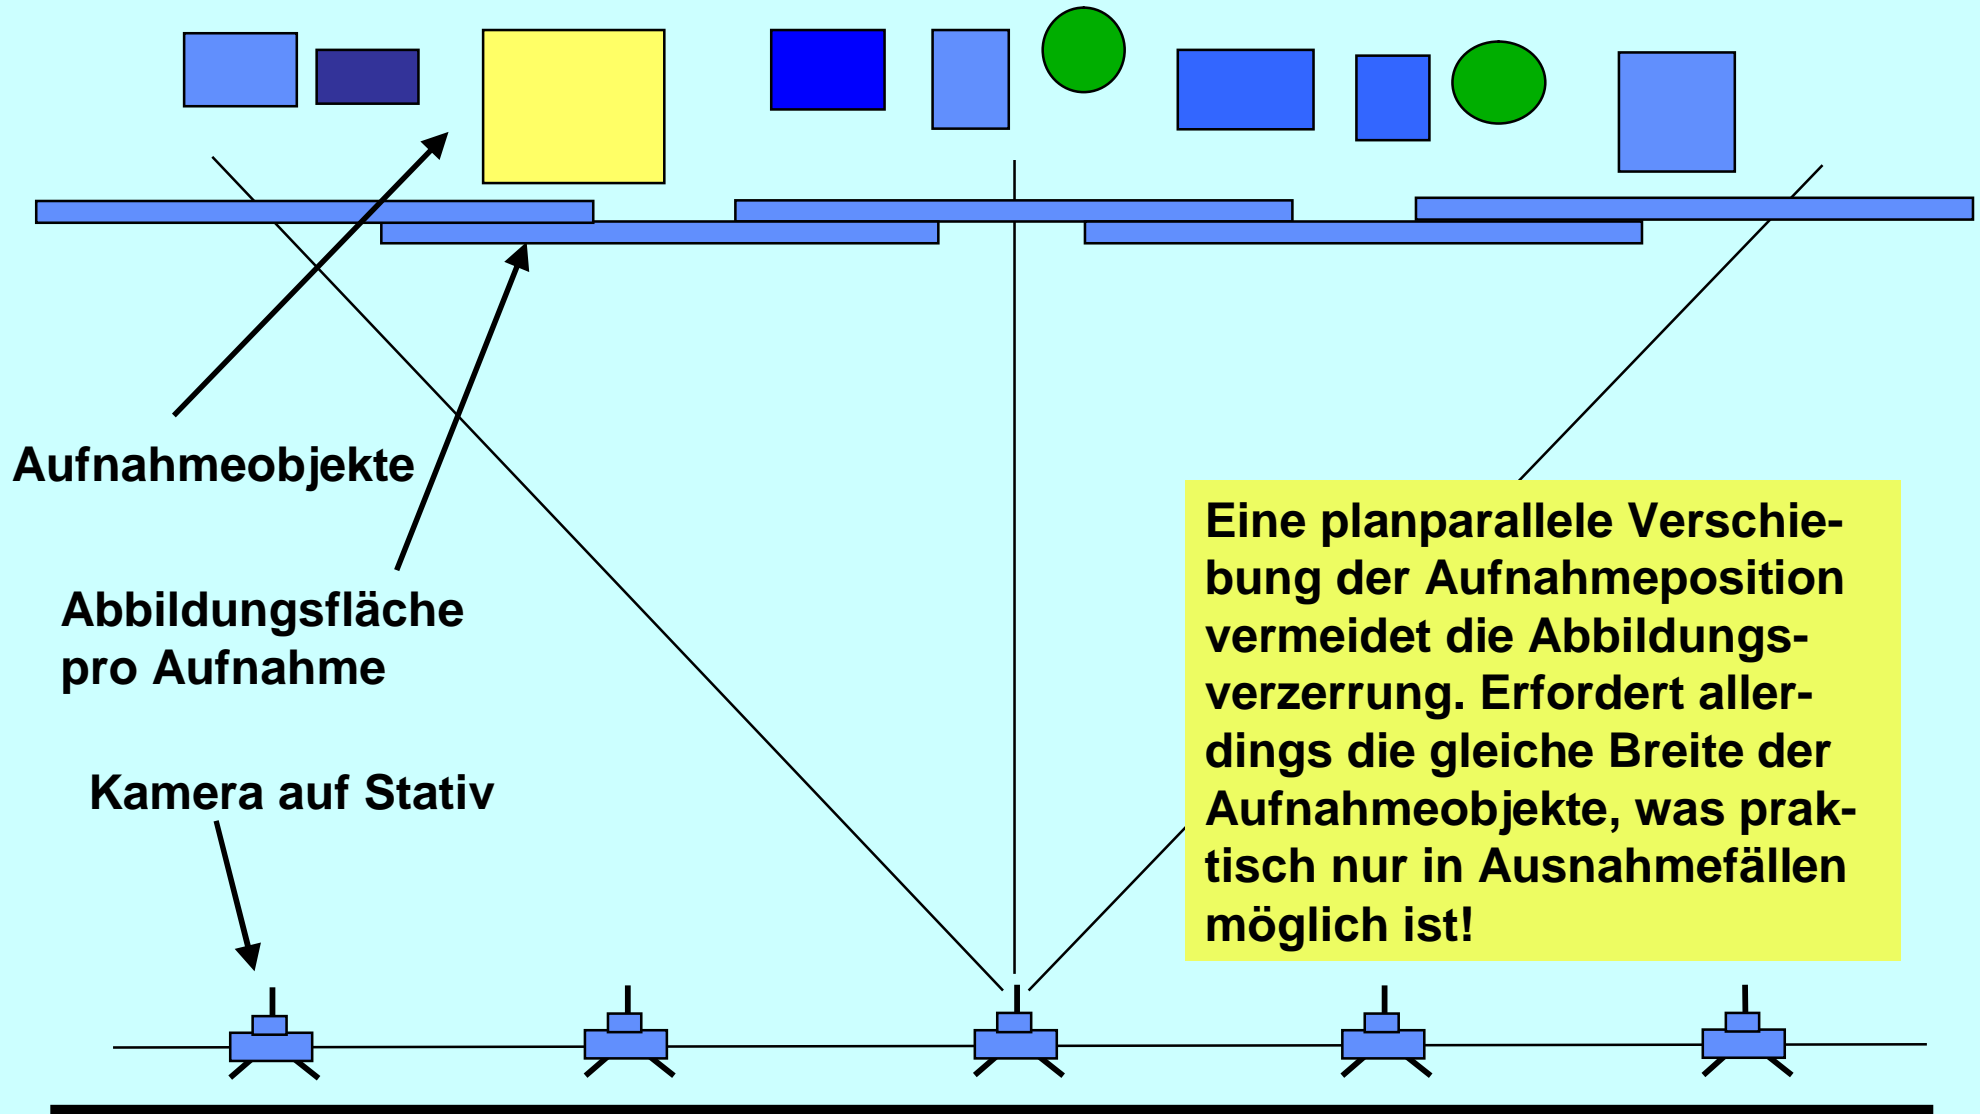 Aufnahmeobjekte
Abbildungsfläche
pro Aufnahme
Kamera auf Stativ
Eine planparallele Verschie-
bung der Aufnahmeposition
vermeidet die Abbildungs-
verzerrung. Erfordert aller-
dings die gleiche Breite der
Aufnahmeobjekte, was prak-
tisch nur in Ausnahmefällen
möglich ist!